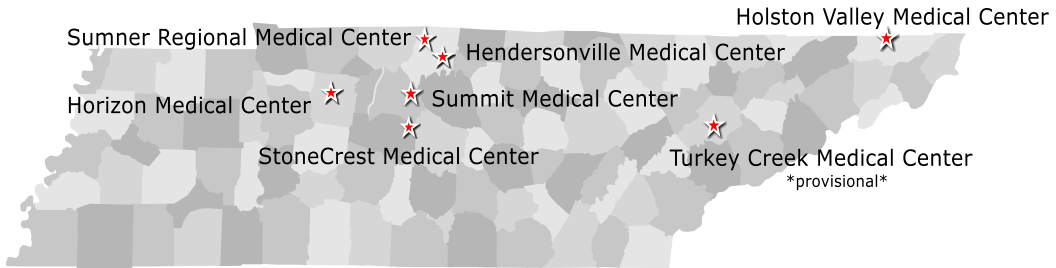 Holston Valley Medical Center
Sumner Regional Medical Center
Hendersonville Medical Center
Horizon Medical Center
Summit Medical Center
StoneCrest Medical Center
Turkey Creek Medical Center
*provisional*